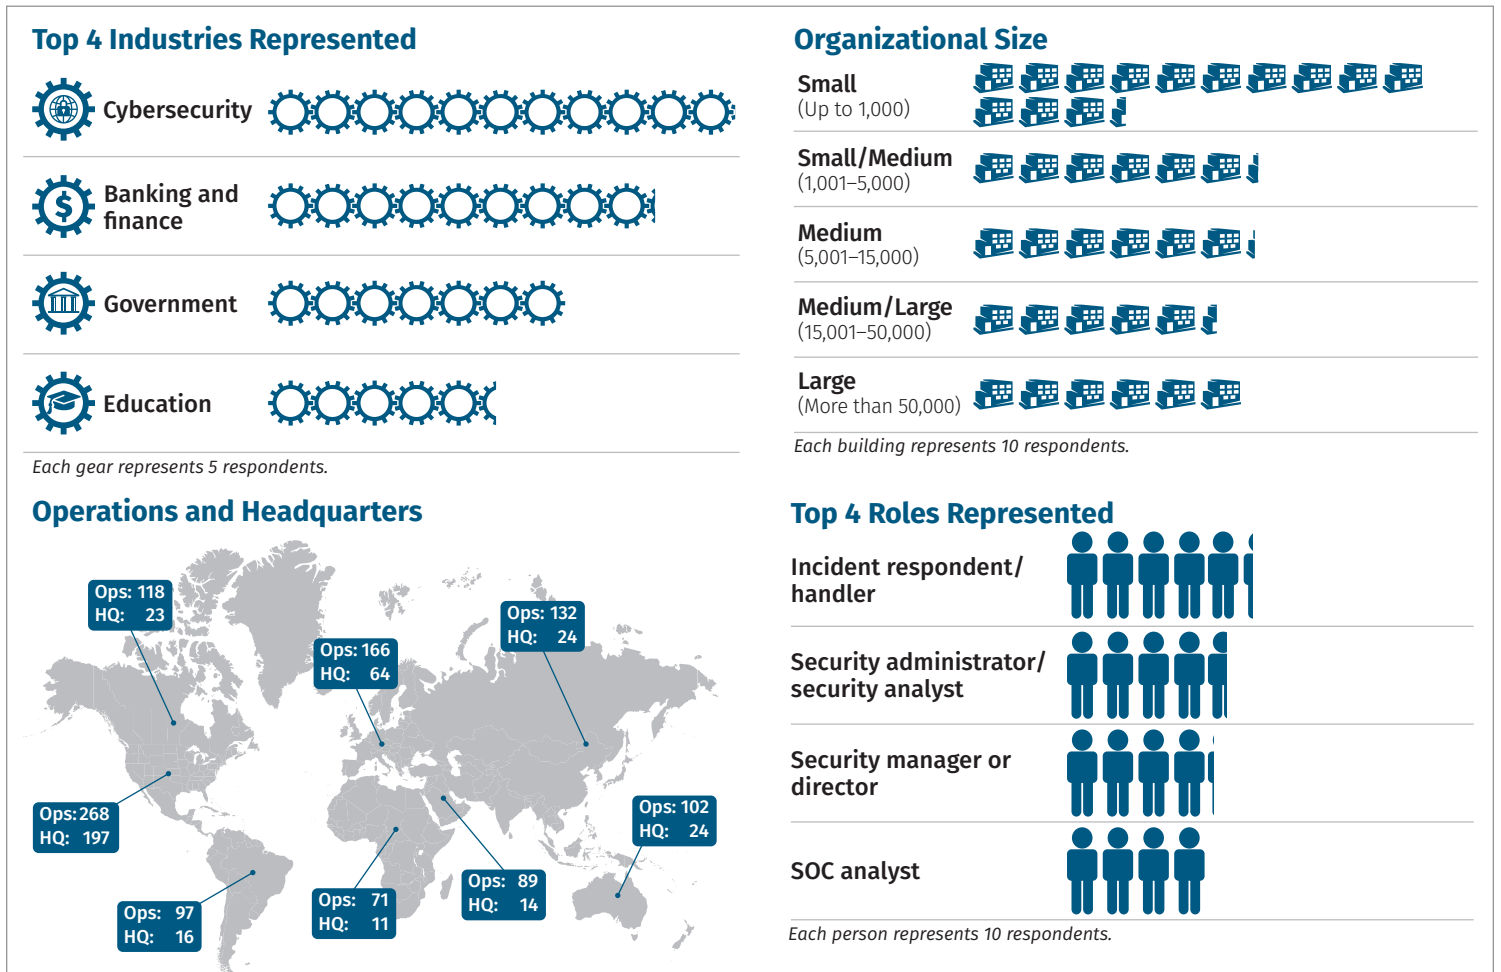 Top 4 Industries Represented
Cybersecurity
$
Banking and
finance
Government
Education
Each gear represents 5 respondents.
Organizational Size
Small
(Up to 1,000)
Small/Medium
(1,001–5,000)
Medium
(5,001–15,000)
Medium/Large
(15,001–50,000)
Large
(More than 50,000)
Each building represents 10 respondents.
Operations and Headquarters
Ops: 118
HQ: 23
Ops: 166
HQ: 64
Ops: 132
HQ: 24
Ops: 268
HQ: 197
Ops: 102
HQ: 24
Ops: 97
HQ: 16
Ops: 71
HQ: 11
Ops: 89
HQ: 14
Top 4 Roles Represented
Incident respondent/
handler
Security administrator/
security analyst
Security manager or
director
SOC analyst
Each person represents 10 respondents.